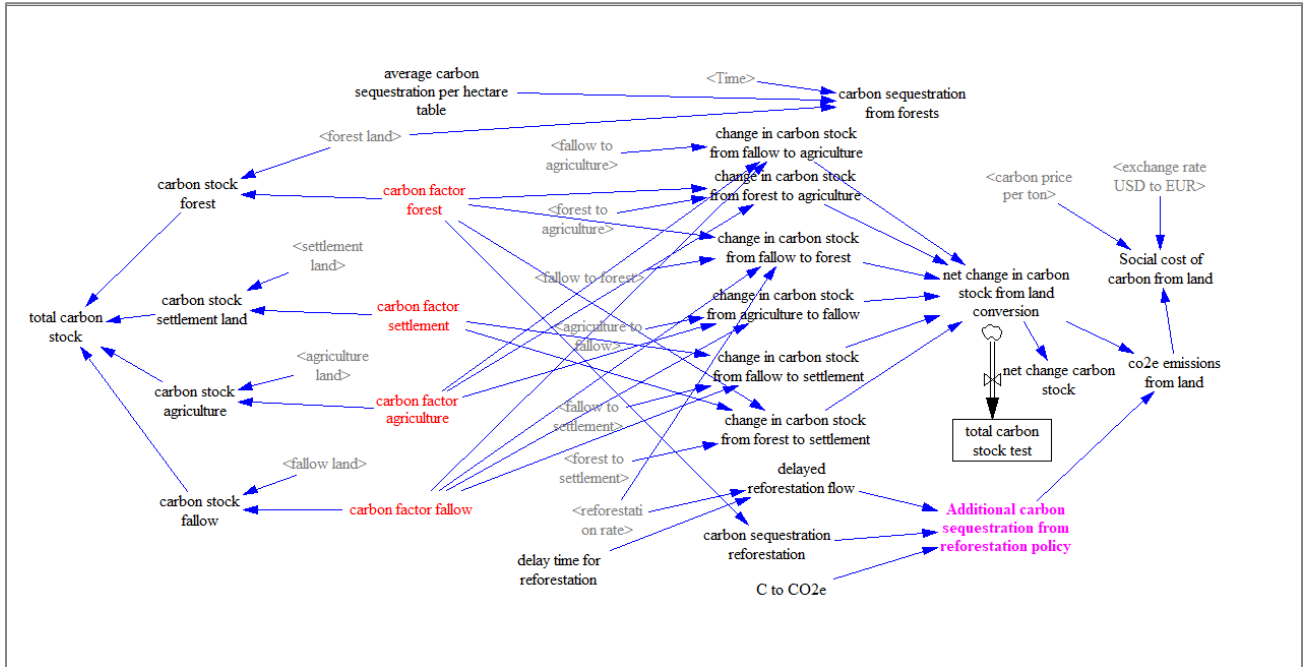 average carbon
sequestration per hectare
table
<Time>
carbon sequestration
from forests
<forest land>
<fallow to
agriculture>
change in carbon stock
from fallow to agriculture
<carbon price
per ton>
<exchange rate
USD to EUR>
carbon stock
forest
carbon factor
forest
<forest to
agriculture>
change in carbon stock
from forest to agriculture
<settlement
land>
<fallow to forest>
change in carbon stock
from fallow to forest
net change in carbon
stock from land
conversion
Social cost of
carbon from land
total carbon
stock
carbon stock
settlement land
carbon factor
settlement
<agriculture to
fallow>
change in carbon stock
from agriculture to fallow
<agriculture
land>
change in carbon stock
from fallow to settlement
net change carbon
stock
co2e emissions
from land
carbon stock
agriculture
carbon factor
agriculture
<fallow to
settlement>
change in carbon stock
from forest to settlement
total carbon
stock test
<fallow land>
<forest to
settlement>
delayed
reforestation flow
carbon stock
fallow
carbon factor fallow
<reforestati
on rate>
carbon sequestration
reforestation
Additional carbon
sequestration from
reforestation policy
delay time for
reforestation
C to CO2e